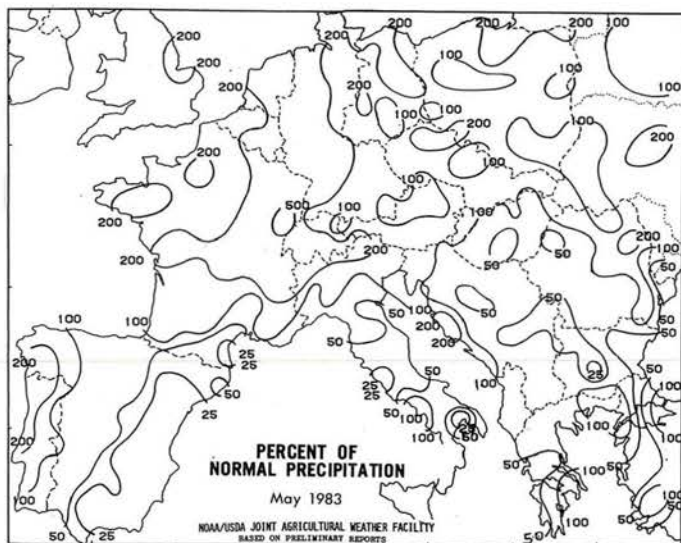 200 200 200 200 100
200 100 100
200 200 100 100 100
200 100 100 100 200
200 100
200 500 100 100 100
200 200 100
200 50 50 50
200 50 100 50 50
100 100 50 100 200 50
200 25 50 200 100 25 50
25 50 25 50
25 100 25 100
200 100 50 50 100
PERCENT OF
NORMAL PRECIPITATION
May 1983
100 100
50 25 50 50 100
NOAA/USDA JOINT AGRICULTURAL WEATHER FACILITY
BASED ON PRELIMINARY REPORTS